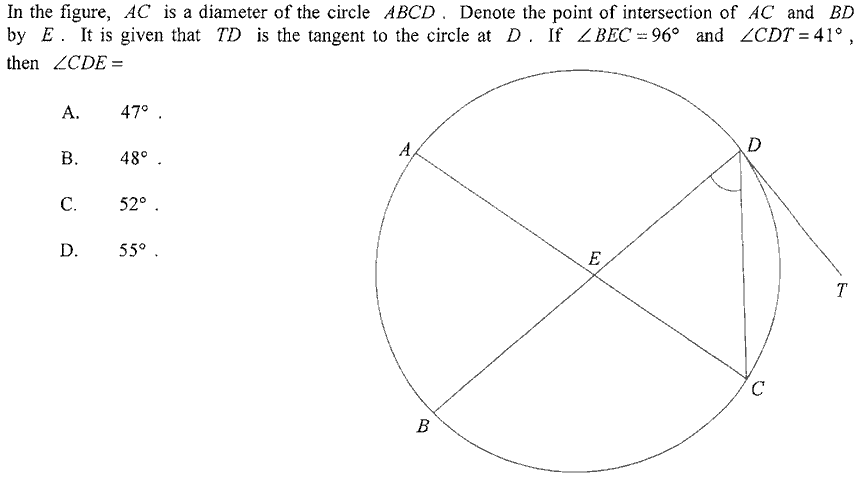 In the figure, AC is a diameter of the circle ABCD . Denote the point of intersection of AC and BD
by E . It is given that TD is the tangent to the circle at D . If ∠BEC = 96° and ∠CDT = 41° ,
then ∠CDE =
A. 47° .
B. 48° .
C. 52° .
D. 55° .
A
D
E
T
C
B